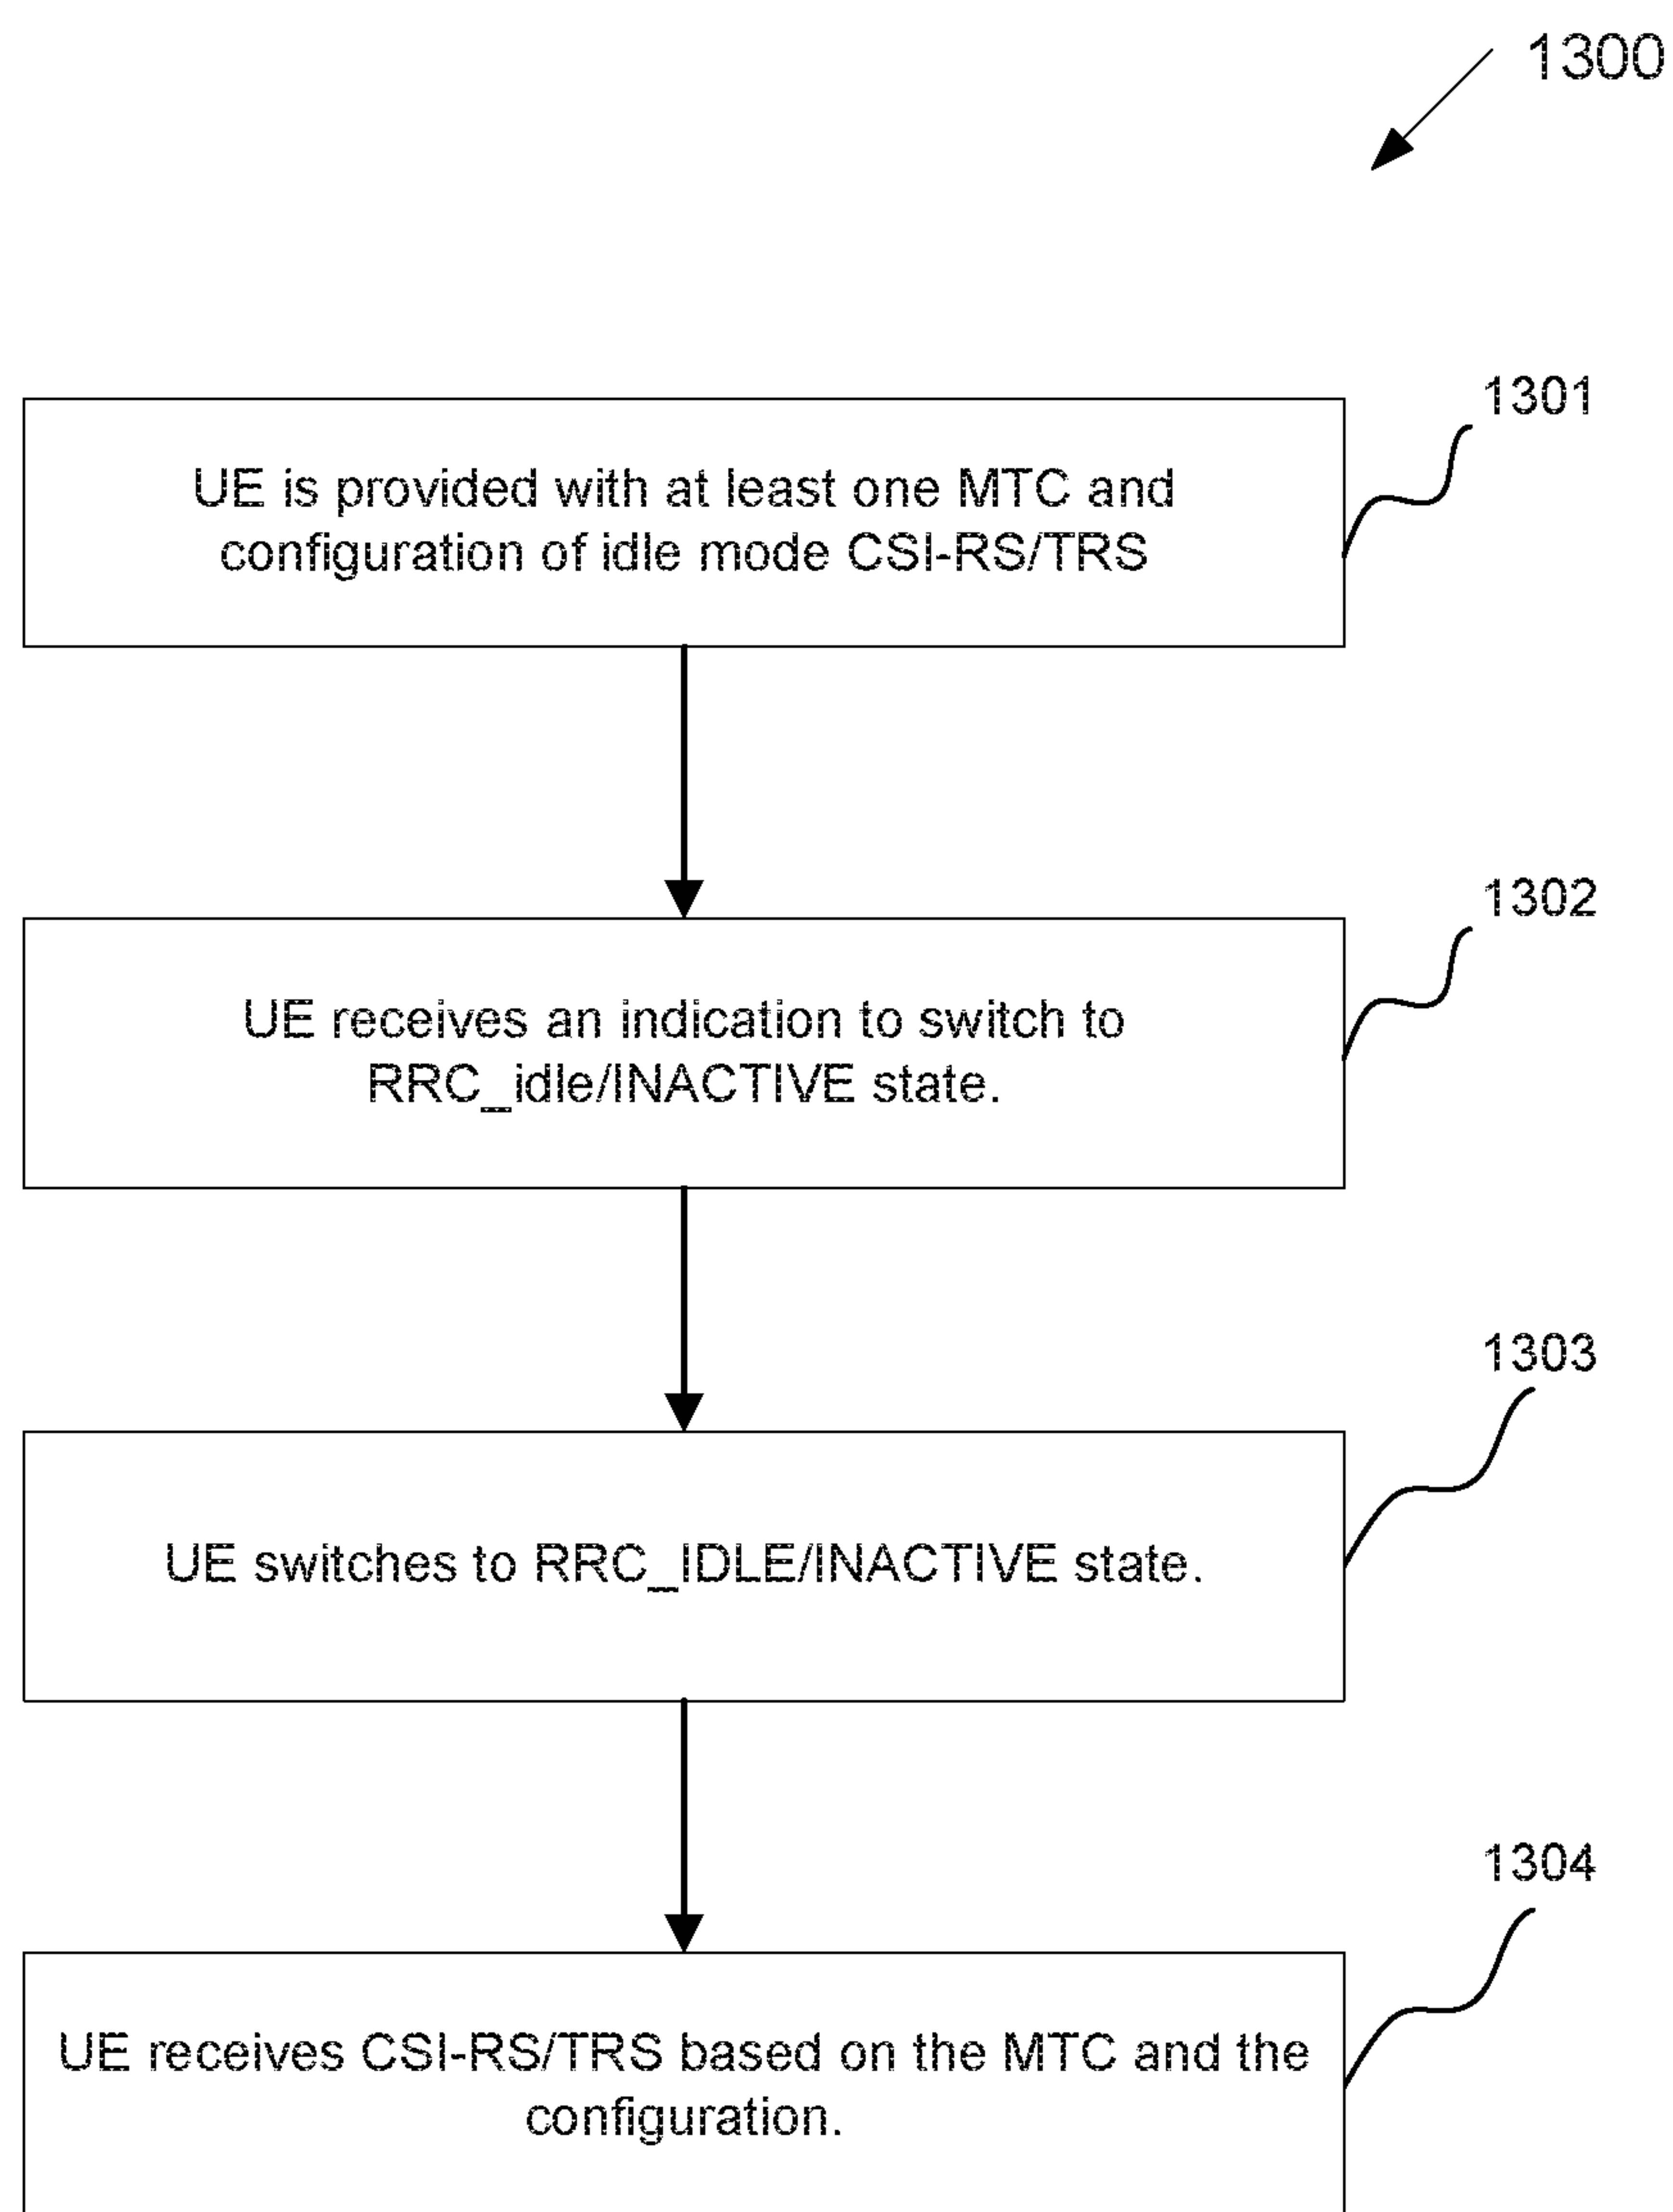 1300
1301
UE is provided with at least one MTC and
configuration of idle mode CSI-RS/TRS
1302
UE receives an indication to switch to
RRC_idle/INACTIVE state.
1303
UE switches to RRC_IDLE/INACTIVE state.
1304
UE receives CSI-RS/TRS based on the MTC and the
configuration.